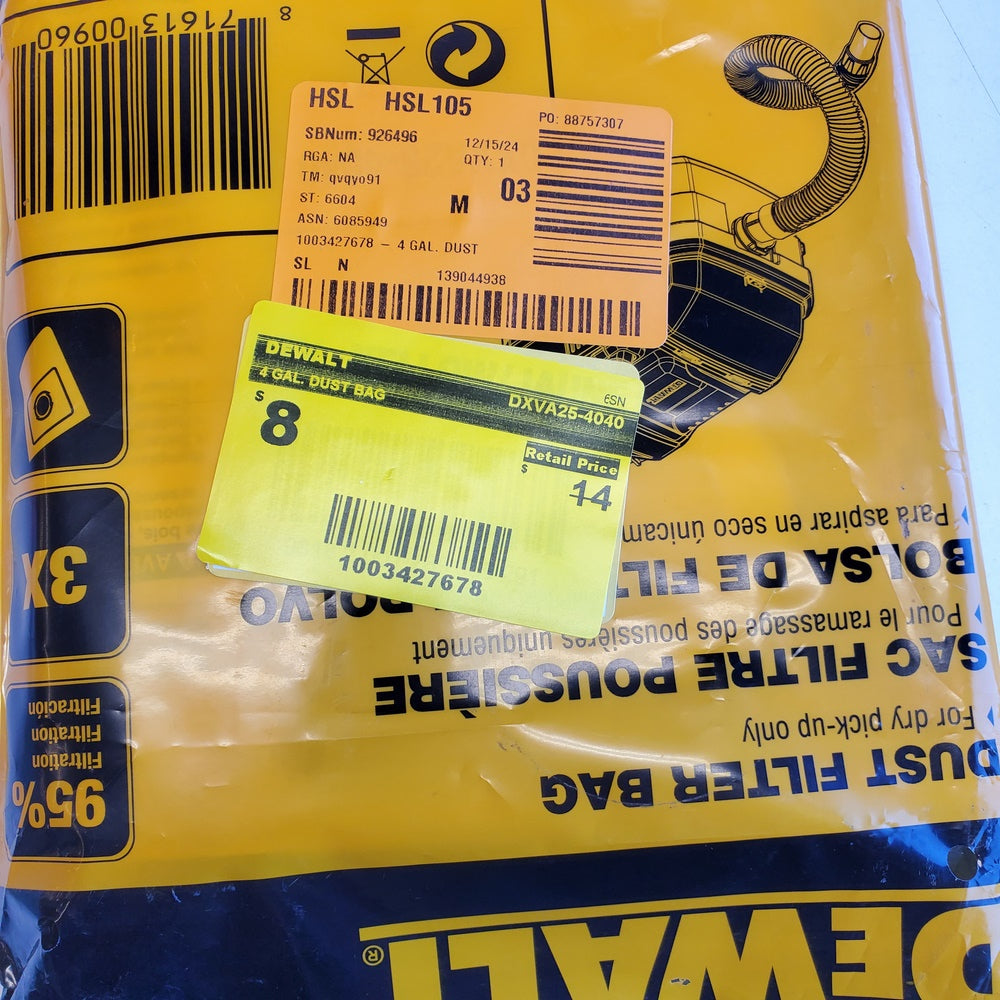 8 71613 00960
HSL HSL105
PO: 88757307
SBNum: 926496
12/15/24
RGA: NA
QTY: 1
TM: qvqyo91
03
ST: 6604
M
ASN: 6085949
1003427678 - 4 GAL. DUST
SL N
139044938
DEWALT
4 GAL. DUST BAG
6SN
DXVA25-4040
$8
Retail Price
$14
1003427678
DEWALT®
DUST FILTER BAG
For dry pick-up only
SAC FILTRE POUSSIÈRE
Pour le ramassage des poussières uniquement
BOLSA DE POLVO
Para aspirar en seco
95%
Filtration
Filtration
Filtración
3X